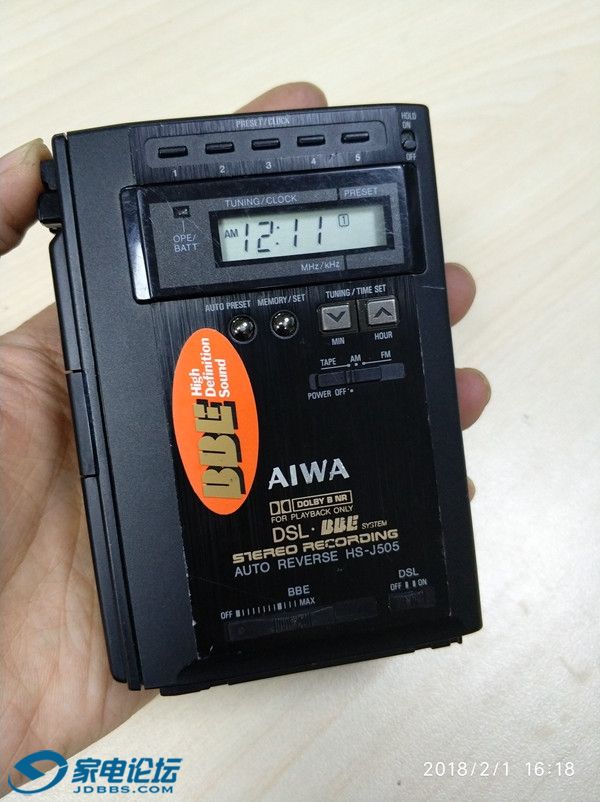 PRESET/CLOCK
HOLD
ON
OFF
1 2 3 4 5
TUNING/CLOCK PRESET
OPE/
BATT
AM 12:11 1
MHz/kHz
AUTO PRESET MEMORY/SET TUNING/TIME SET
MIN HOUR
TAPE AM FM
POWER OFF
BBE High
Definition
Sound
AIWA
DOLBY B NR
FOR PLAYBACK ONLY
DSL · BBE SYSTEM
STEREO RECORDING
AUTO REVERSE HS-J505
BBE
OFF MAX
DSL
OFF ON
家电论坛
JDBBS.COM
2018/2/1 16:18